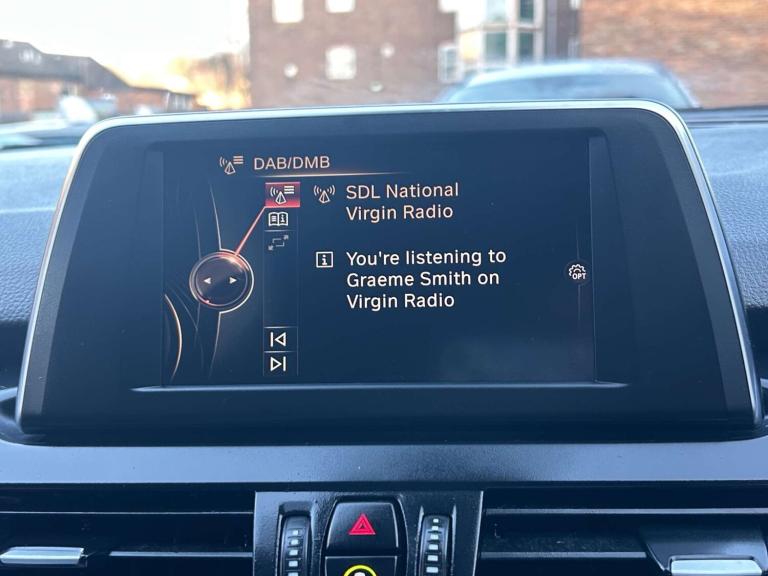 DAB/DMB
SDL National
Virgin Radio
You're listening to
Graeme Smith on
Virgin Radio
OPT